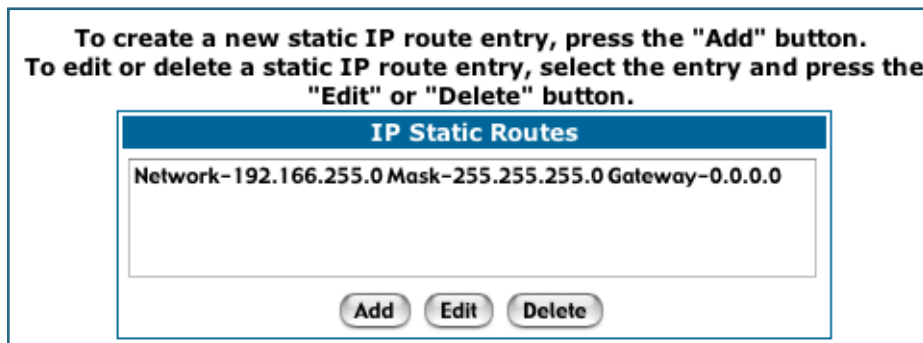 To create a new static IP route entry, press the "Add" button.
To edit or delete a static IP route entry, select the entry and press the
"Edit" or "Delete" button.
IP Static Routes
Network-192.166.255.0 Mask-255.255.255.0 Gateway-0.0.0.0
Add Edit Delete